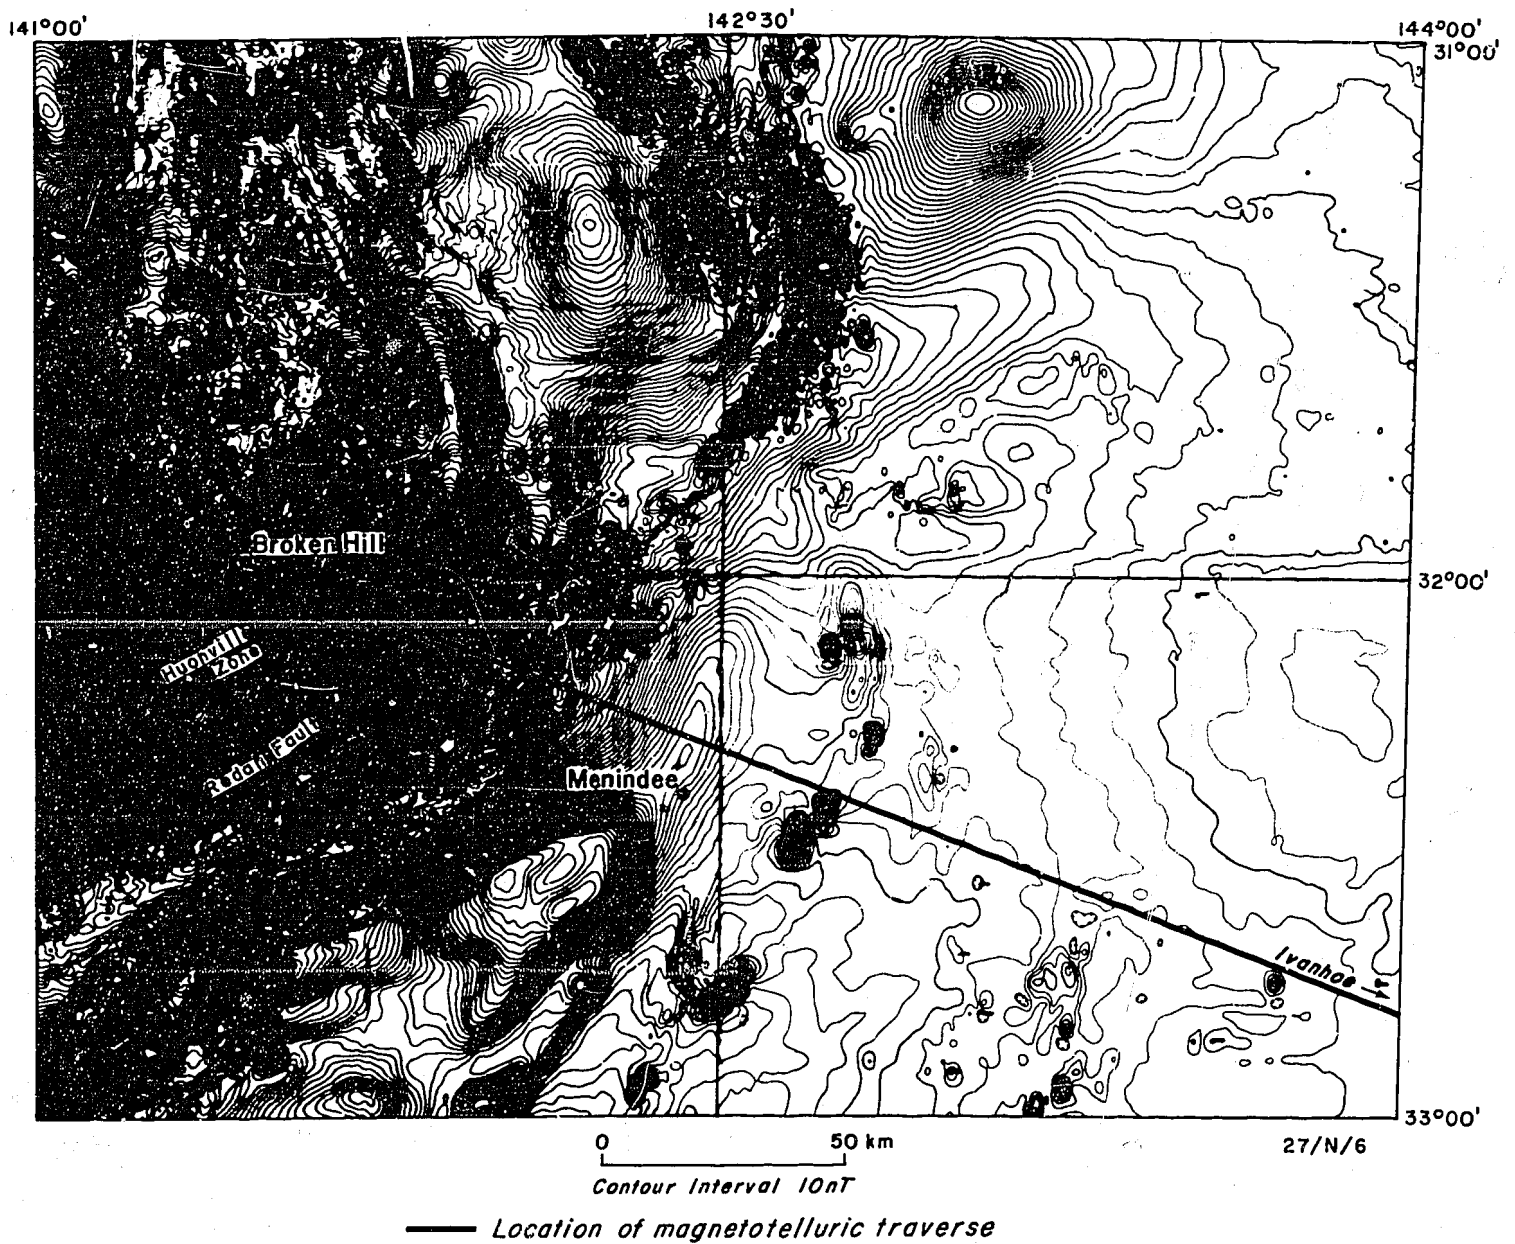 141°00'
142°30'
144°00'
31°00'
Broken Hill
32°00'
Zone
Redan Fault
Menindee
Ivanhoe
33°00'
0 50 km
27/N/6
Contour Interval 10nT
Location of magnetotelluric traverse